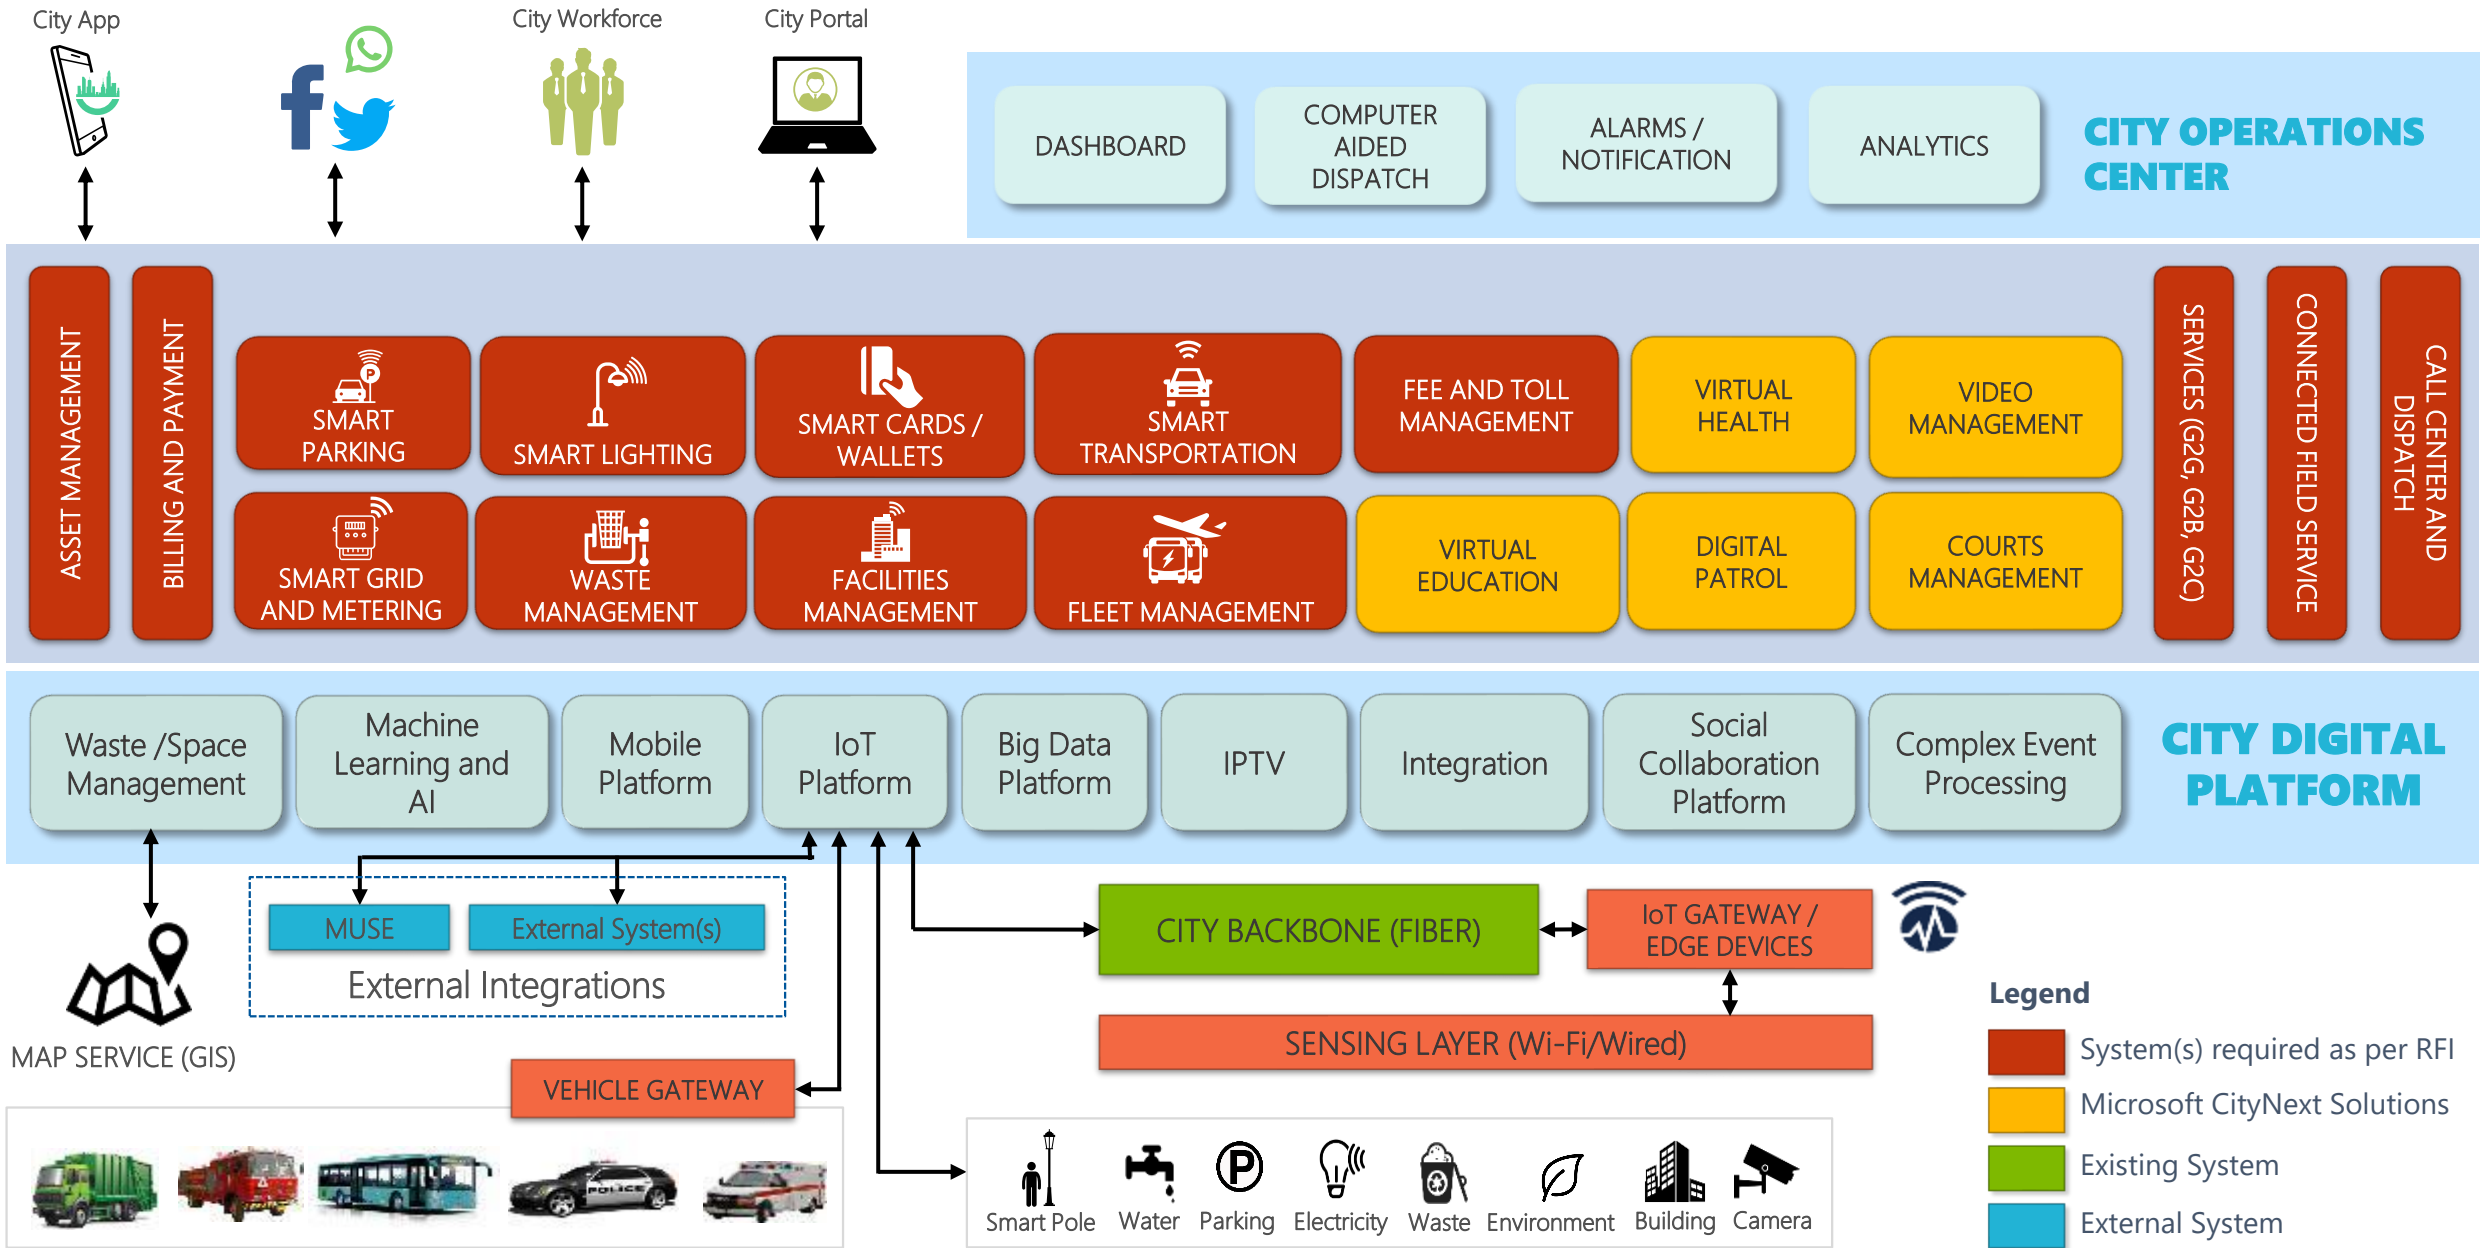 City App
City Workforce
City Portal
DASHBOARD
COMPUTER
AIDED
DISPATCH
ALARMS /
NOTIFICATION
ANALYTICS
CITY OPERATIONS
CENTER
ASSET MANAGEMENT
BILLING AND PAYMENT
P
SMART
PARKING
SMART LIGHTING
SMART CARDS /
WALLETS
SMART
TRANSPORTATION
FEE AND TOLL
MANAGEMENT
VIRTUAL
HEALTH
VIDEO
MANAGEMENT
SMART GRID
AND METERING
WASTE
MANAGEMENT
FACILITIES
MANAGEMENT
FLEET MANAGEMENT
VIRTUAL
EDUCATION
DIGITAL
PATROL
COURTS
MANAGEMENT
SERVICES (G2G, G2B, G2C)
CONNECTED FIELD SERVICE
CALL CENTER AND
DISPATCH
Waste /Space
Management
Machine
Learning and
AI
Mobile
Platform
IoT
Platform
Big Data
Platform
IPTV
Integration
Social
Collaboration
Platform
Complex Event
Processing
CITY DIGITAL
PLATFORM
MUSE
External System(s)
External Integrations
MAP SERVICE (GIS)
CITY BACKBONE (FIBER)
IoT GATEWAY /
EDGE DEVICES
SENSING LAYER (Wi-Fi/Wired)
VEHICLE GATEWAY
POLICE
P
Smart Pole
Water
Parking
Electricity
Waste
Environment
Building
Camera
Legend
System(s) required as per RFI
Microsoft CityNext Solutions
Existing System
External System